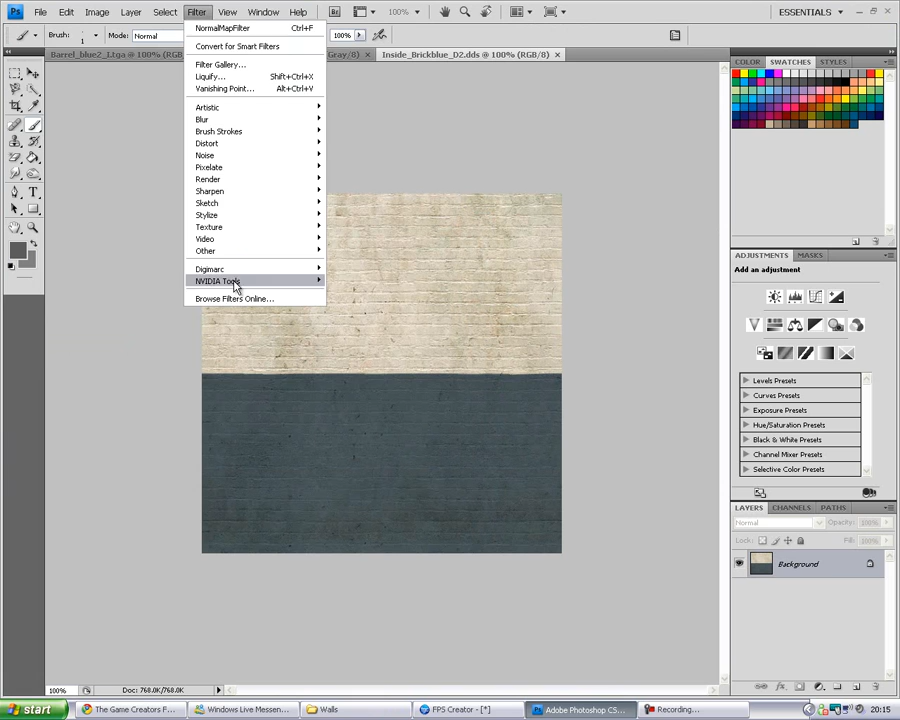 Ps File Edit Image Layer Select Filter View Window Help Br 100% ESSENTIALS
Brush: 1 Mode: Normal 100%
Barrel_blue2_I.tga @ 100% (RGB Gray/8) Inside_Brickblue_D2.dds @ 100% (RGB/8)
NormalMapFilter Ctrl+F
Convert for Smart Filters
Filter Gallery...
Liquify... Shift+Ctrl+X
Vanishing Point... Alt+Ctrl+V
Artistic
Blur
Brush Strokes
Distort
Noise
Pixelate
Render
Sharpen
Sketch
Stylize
Texture
Video
Other
Digimarc
NVIDIA Tools
Browse Filters Online...
COLOR SWATCHES STYLES
ADJUSTMENTS MASKS
Add an adjustment
Levels Presets
Curves Presets
Exposure Presets
Hue/Saturation Presets
Black & White Presets
Channel Mixer Presets
Selective Color Presets
LAYERS CHANNELS PATHS
Normal Opacity: 100%
Lock: Fill: 100%
Background
100% Doc: 768.0K/768.0K
start The Game Creators F... Windows Live Messen... Walls FPS Creator - [*] Adobe Photoshop CS... Recording... 20:15